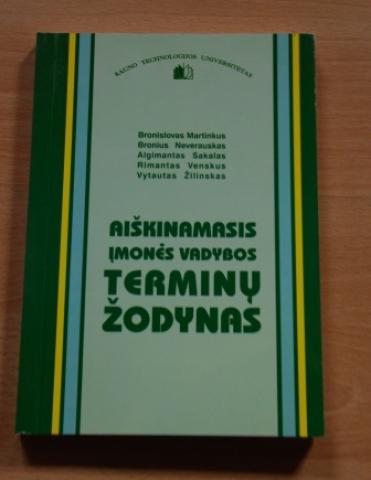 KAUNO TECHNOLOGIJOS UNIVERSITETAS
Bronislovas Martinkus
Bronius Neverauskas
Algimantas Sakalas
Rimantas Venskus
Vytautas Žilinskas
AIŠKINAMASIS
ĮMONĖS VADYBOS
TERMINŲ
ŽODYNAS